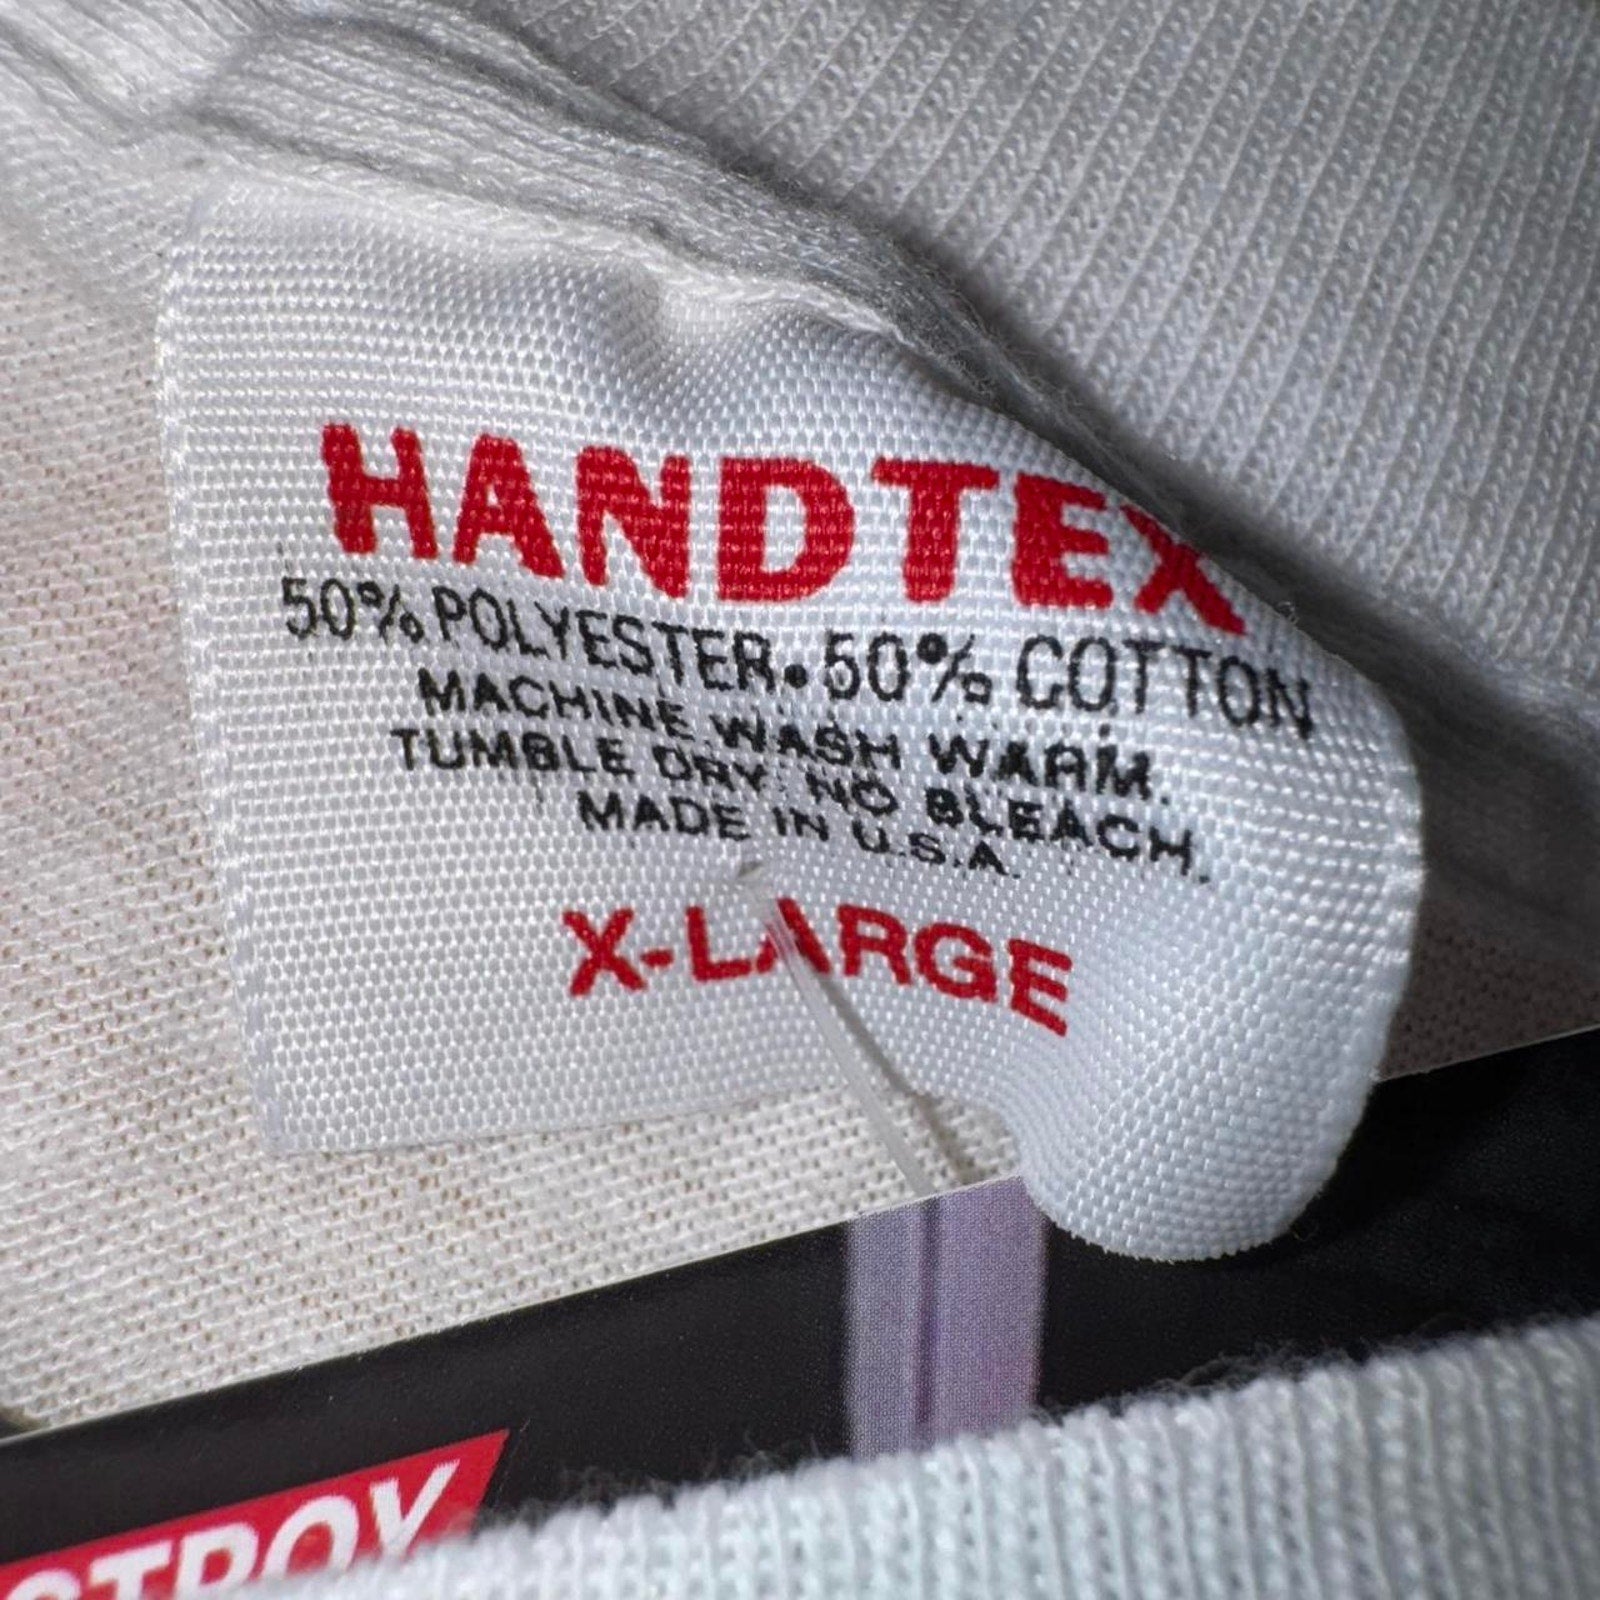 HANDTEX
50% POLYESTER • 50% COTTON
MACHINE WASH WARM.
TUMBLE DRY. NO BLEACH.
MADE IN U.S.A.
X-LARGE